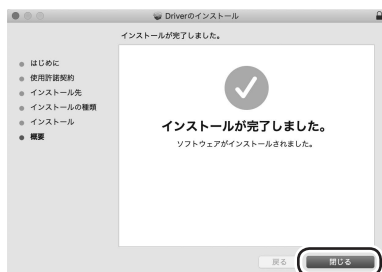 Driverのインストール
インストールが完了しました。
はじめに
使用許諾契約
インストール先
インストールの種類
インストール
概要
インストールが完了しました。
ソフトウェアがインストールされました。
戻る
閉じる